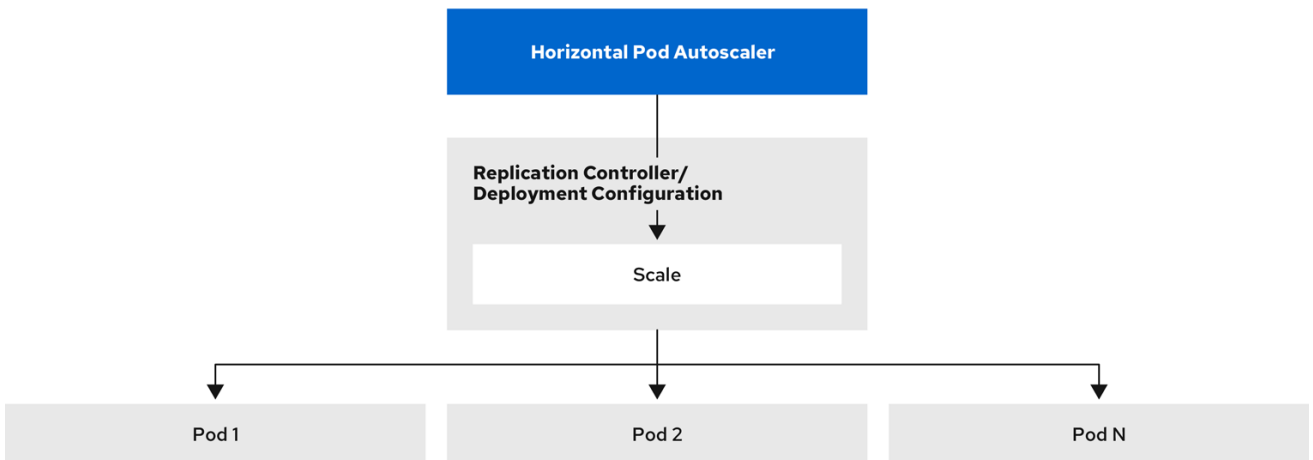 Horizontal Pod Autoscaler
Replication Controller/
Deployment Configuration
Scale
Pod 1
Pod 2
Pod N